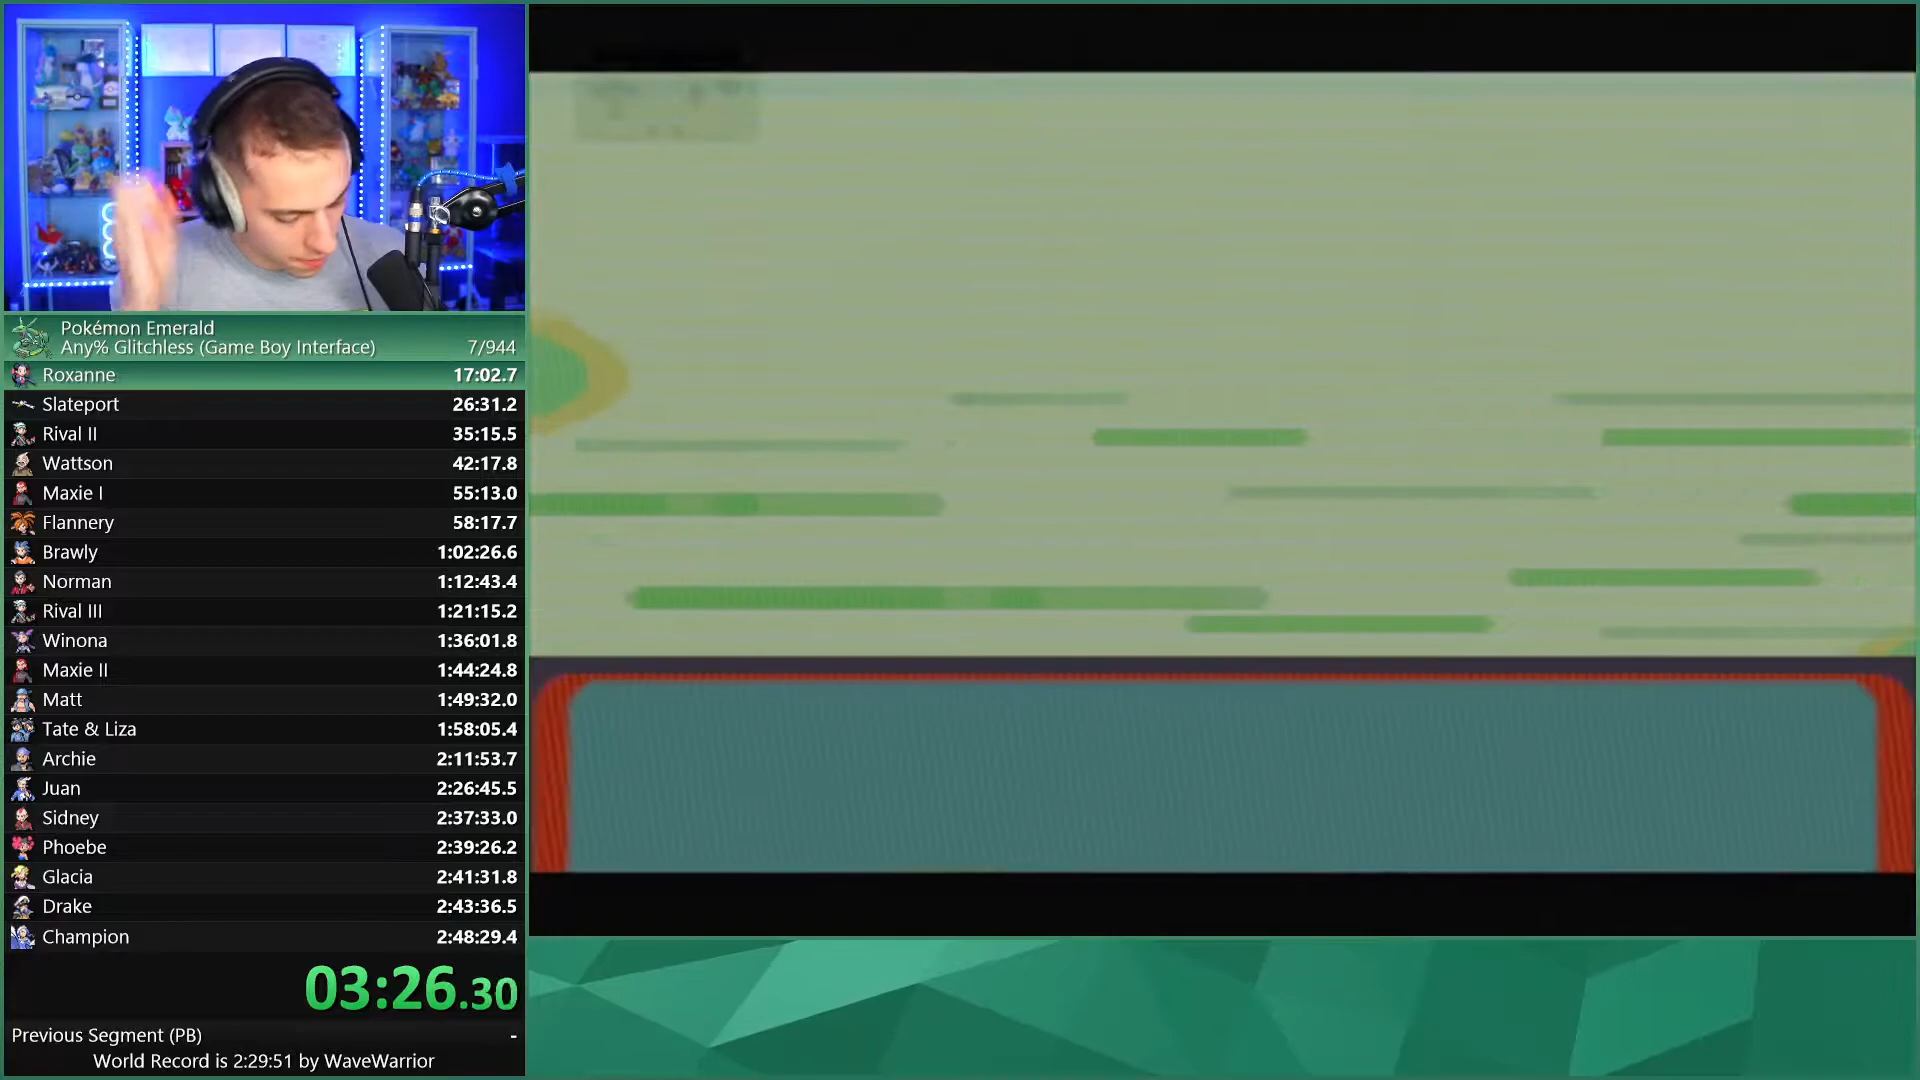 Pokémon Emerald
Any% Glitchless (Game Boy Interface) 7/944
Roxanne 17:02.7
Slateport 26:31.2
Rival II 35:15.5
Wattson 42:17.8
Maxie I 55:13.0
Flannery 58:17.7
Brawly 1:02:26.6
Norman 1:12:43.4
Rival III 1:21:15.2
Winona 1:36:01.8
Maxie II 1:44:24.8
Matt 1:49:32.0
Tate & Liza 1:58:05.4
Archie 2:11:53.7
Juan 2:26:45.5
Sidney 2:37:33.0
Phoebe 2:39:26.2
Glacia 2:41:31.8
Drake 2:43:36.5
Champion 2:48:29.4
03:26.30
Previous Segment (PB) -
World Record is 2:29:51 by WaveWarrior